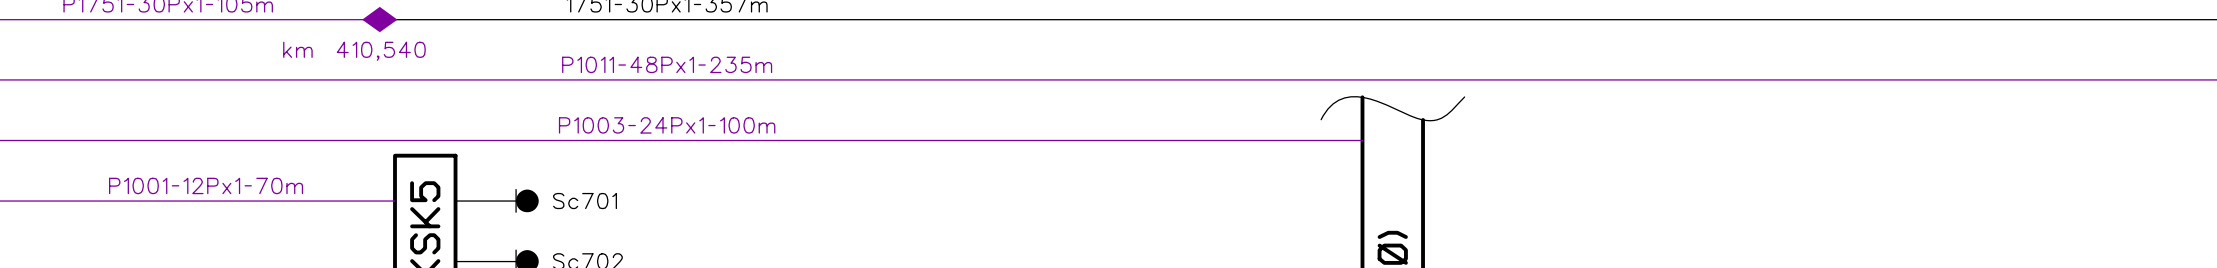 P1751-30Px1-105m
1751-30Px1-357m
km 410,540
P1011-48Px1-235m
P1003-24Px1-100m
P1001-12Px1-70m
KSK5
Sc701
Sc702
Ø)